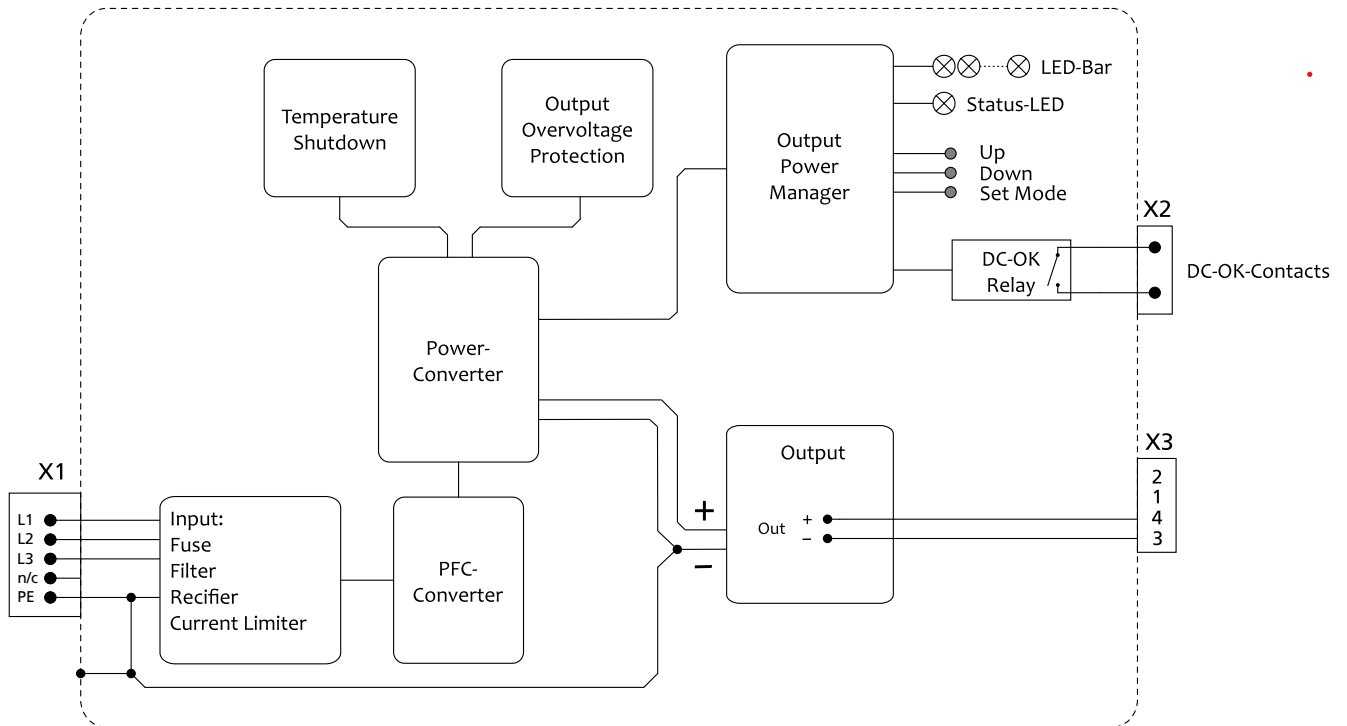 Temperature
Shutdown
Output
Overvoltage
Protection
Output
Power
Manager
LED-Bar
Status-LED
Up
Down
Set Mode
X2
DC-OK
Relay
DC-OK-Contacts
Power-
Converter
X1
L1
L2
L3
n/c
PE
Input:
Fuse
Filter
Recifier
Current Limiter
PFC-
Converter
+
−
Output
Out
+
−
X3
2
1
4
3